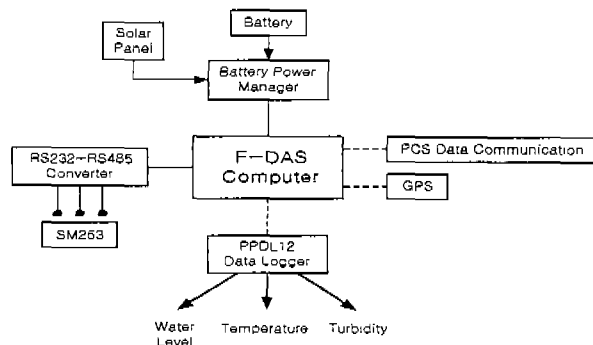 Battery
Solar
Panel
Battery Power
Manager
RS232-RS485
Converter
F-DAS
Computer
PCS Data Communication
GPS
SM263
PPDL12
Data Logger
Water
Level
Temperature
Turbidity